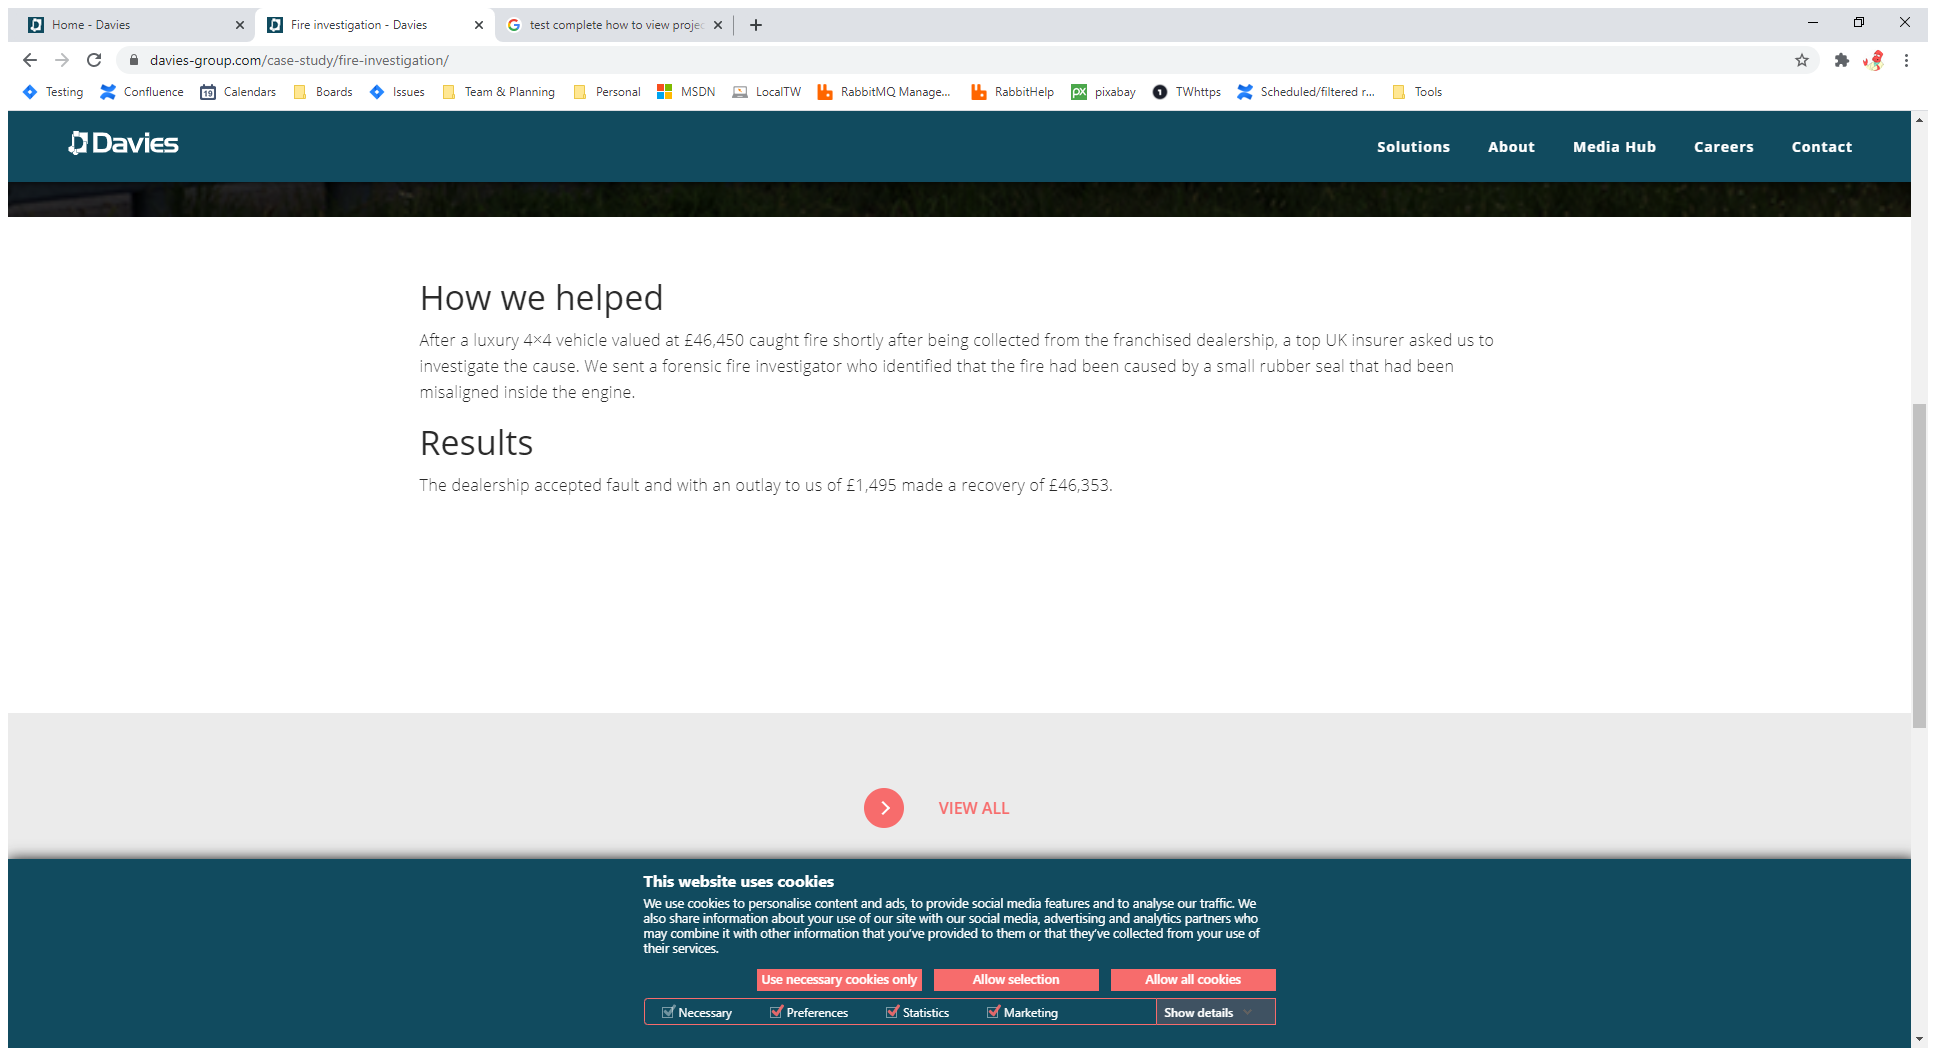 Home - Davies
Fire investigation - Davies
test complete how to view projec
davies-group.com/case-study/fire-investigation/
Testing Confluence 19 Calendars Boards Issues Team & Planning Personal MSDN LocalTW RabbitMQ Manage... RabbitHelp px pixabay 1 TWhttps Scheduled/filtered r... Tools
Davies Solutions About Media Hub Careers Contact
How we helped
After a luxury 4×4 vehicle valued at £46,450 caught fire shortly after being collected from the franchised dealership, a top UK insurer asked us to
investigate the cause. We sent a forensic fire investigator who identified that the fire had been caused by a small rubber seal that had been
misaligned inside the engine.
Results
The dealership accepted fault and with an outlay to us of £1,495 made a recovery of £46,353.
VIEW ALL
This website uses cookies
We use cookies to personalise content and ads, to provide social media features and to analyse our traffic. We
also share information about your use of our site with our social media, advertising and analytics partners who
may combine it with other information that you've provided to them or that they've collected from your use of
their services.
Use necessary cookies only Allow selection Allow all cookies
Necessary Preferences Statistics Marketing Show details